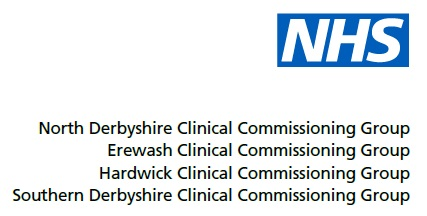 NHS
North Derbyshire Clinical Commissioning Group
Erewash Clinical Commissioning Group
Hardwick Clinical Commissioning Group
Southern Derbyshire Clinical Commissioning Group